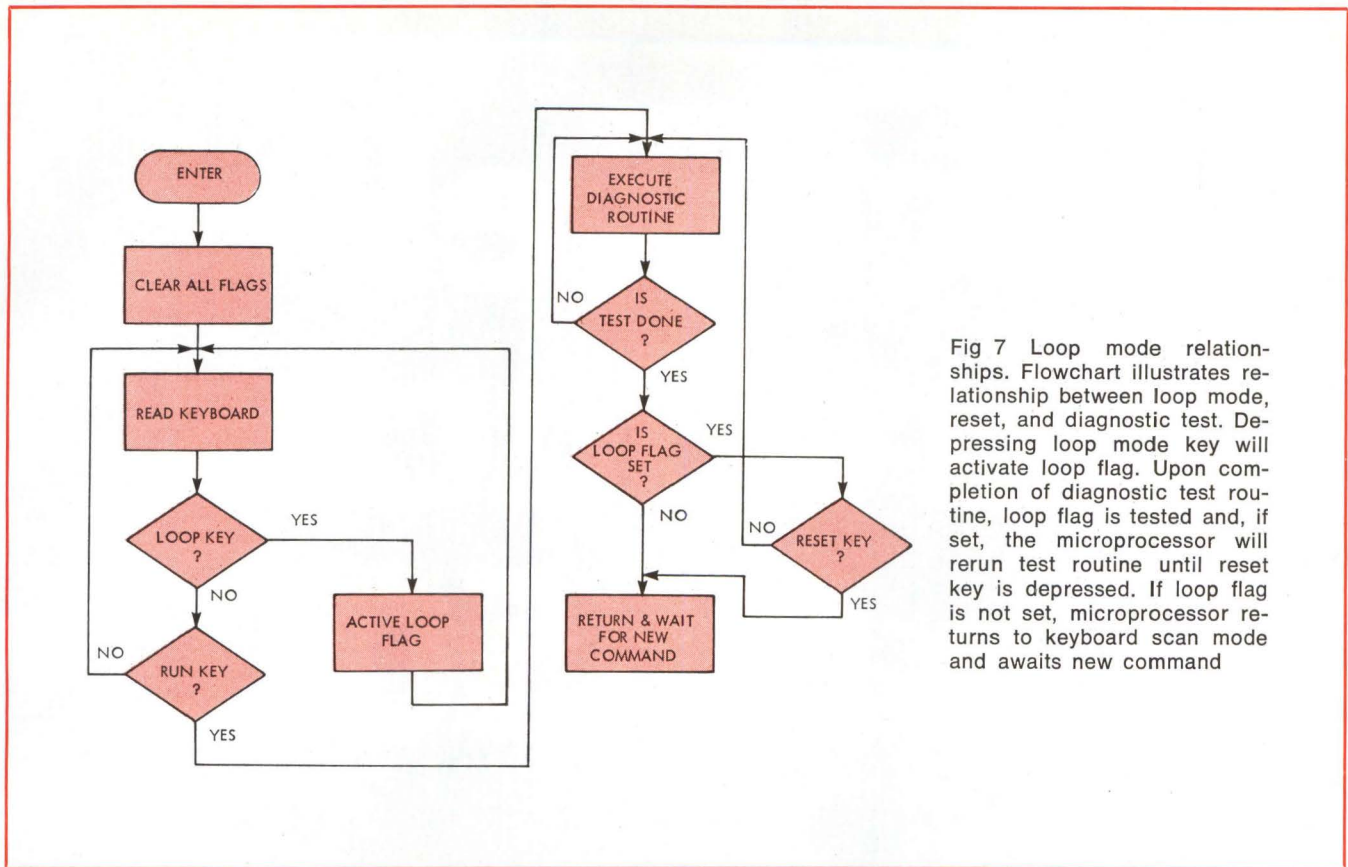 ENTER
CLEAR ALL FLAGS
READ KEYBOARD
LOOP KEY
?
YES
NO
ACTIVE LOOP
FLAG
RUN KEY
?
NO
YES
EXECUTE
DIAGNOSTIC
ROUTINE
IS
TEST DONE
?
NO
YES
IS
LOOP FLAG
SET
?
YES
NO
RESET KEY
?
NO
YES
RETURN & WAIT
FOR NEW
COMMAND
Fig 7 Loop mode relation-
ships. Flowchart illustrates re-
lationship between loop mode,
reset, and diagnostic test. De-
pressing loop mode key will
activate loop flag. Upon com-
pletion of diagnostic test rou-
tine, loop flag is tested and, if
set, the microprocessor will
rerun test routine until reset
key is depressed. If loop flag
is not set, microprocessor re-
turns to keyboard scan mode
and awaits new command